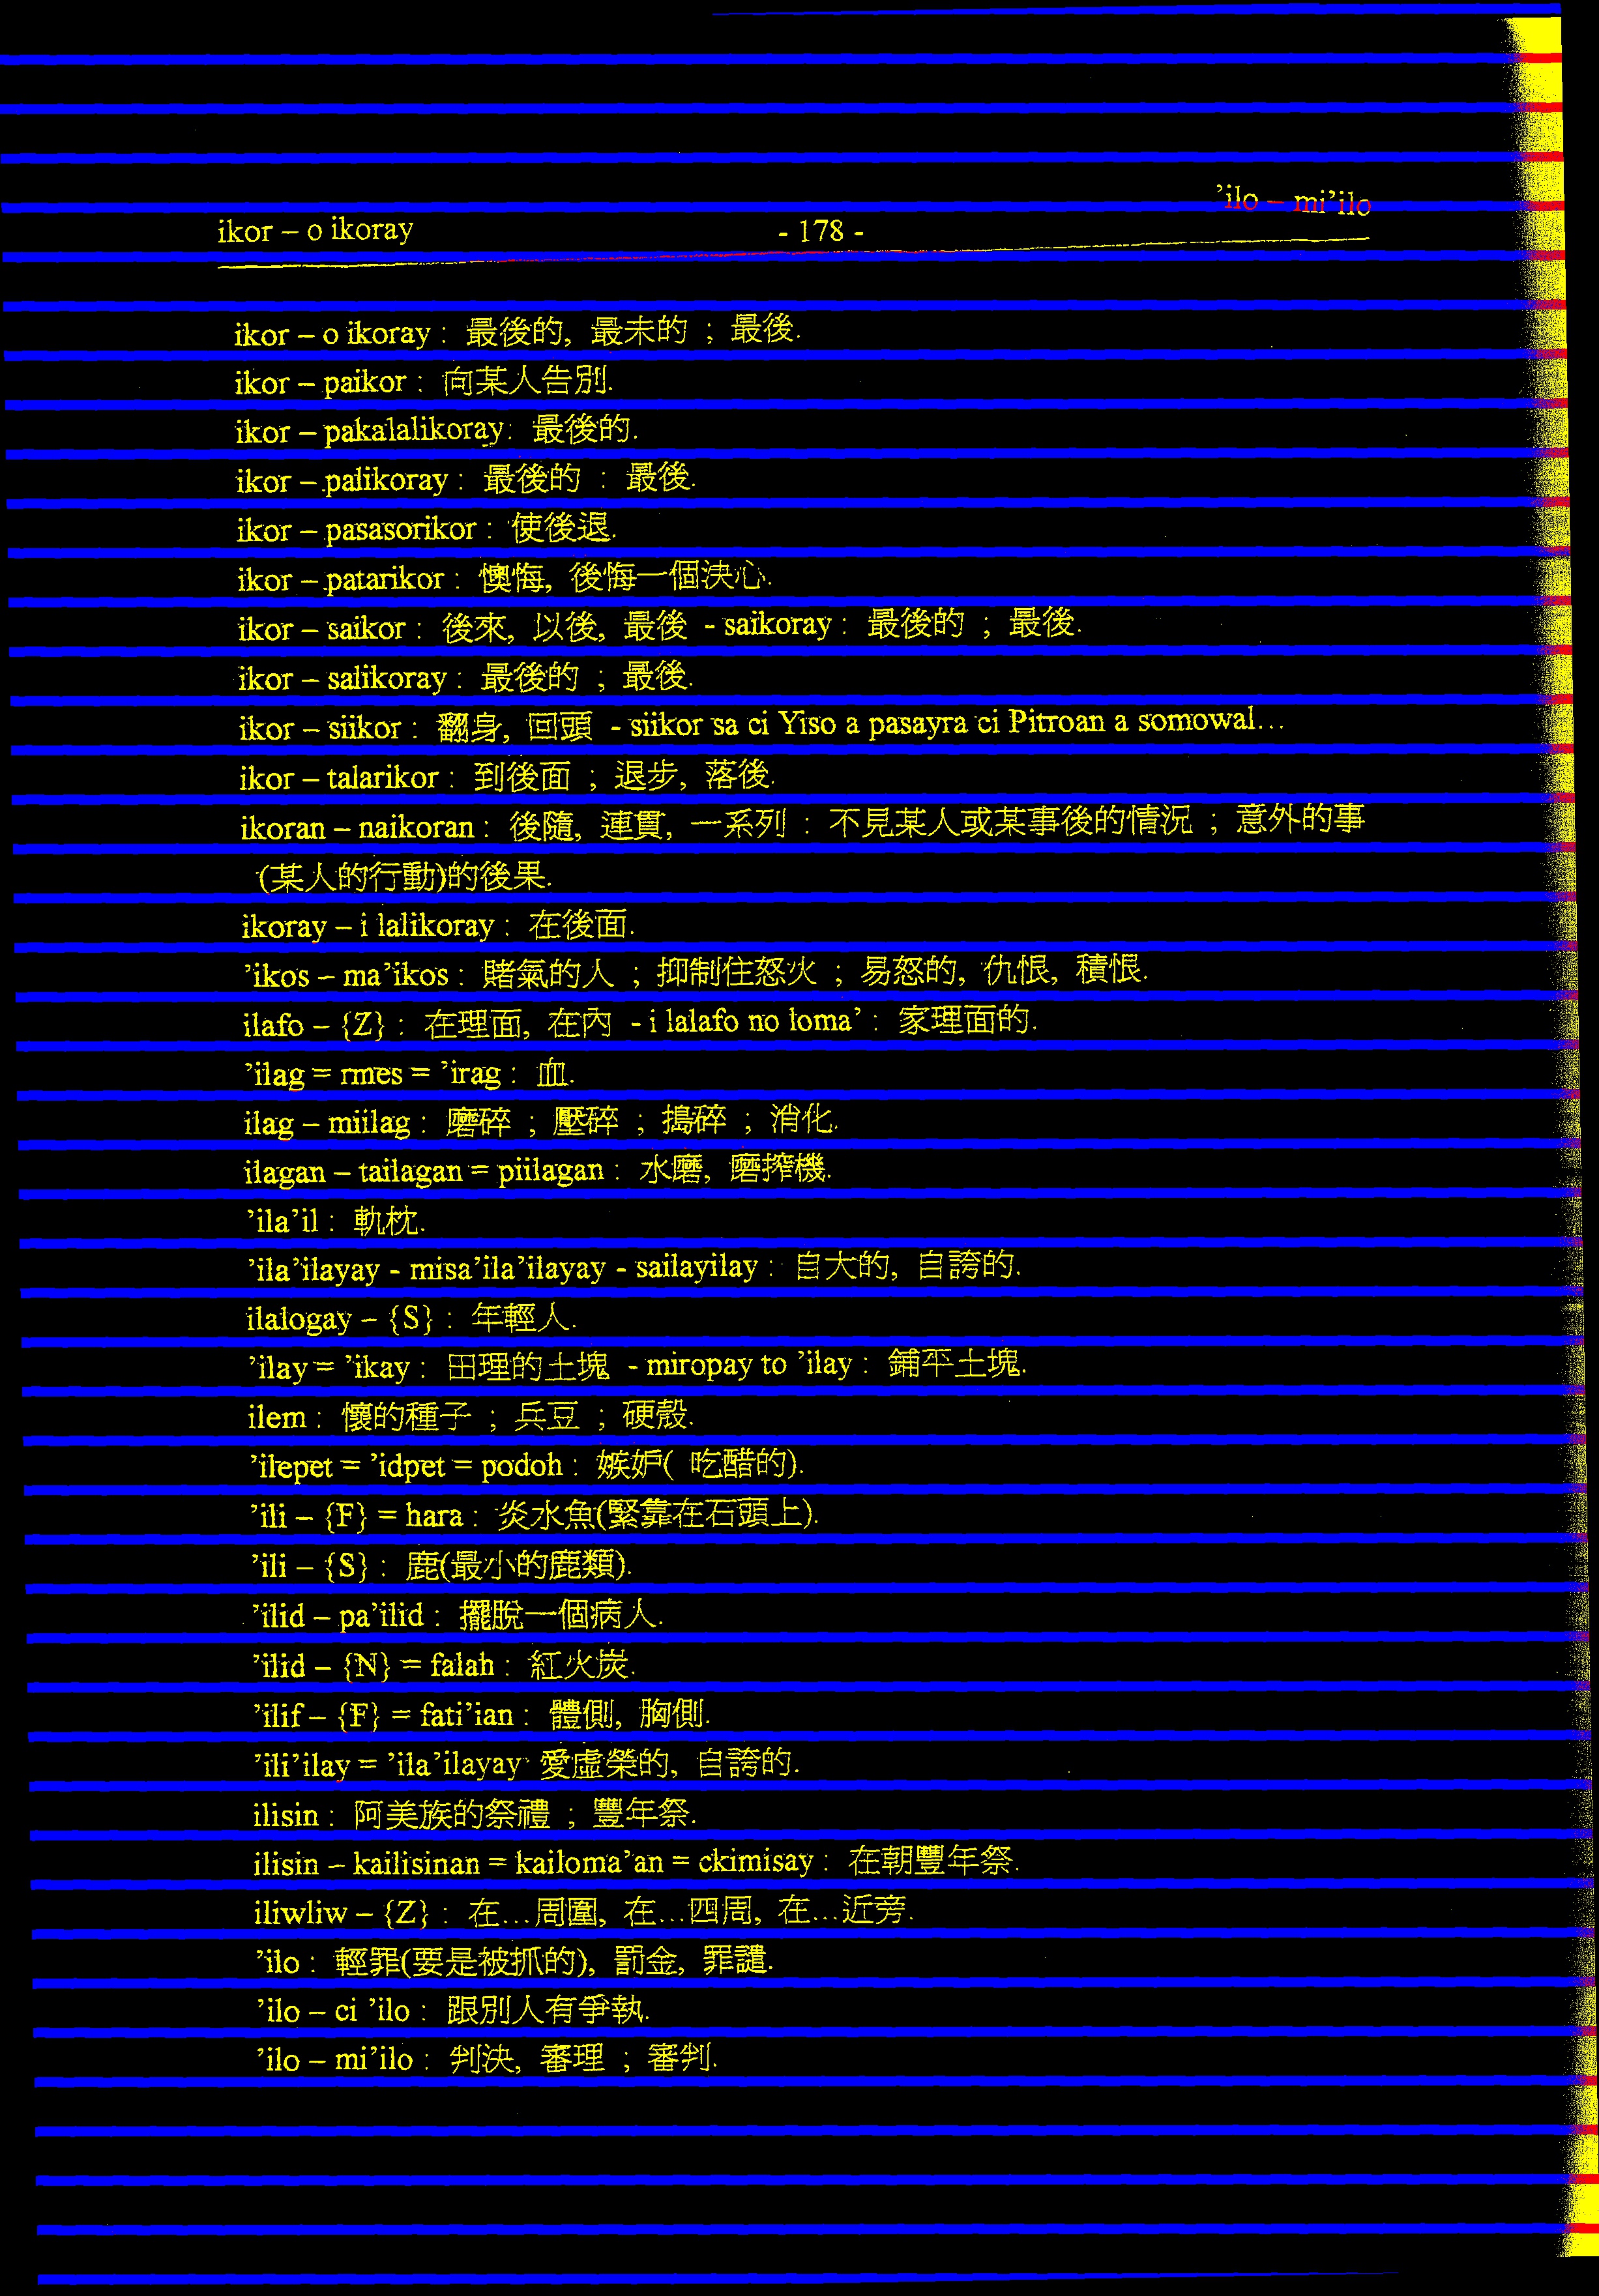 ikor – o ikoray - 178 - ’ilo – mi’ilo
ikor – o ikoray : 最後的, 最未的 ; 最後.
ikor – paikor : 向某人告別.
ikor – pakalalikoray: 最後的.
ikor – palikoray : 最後的 : 最後.
ikor – pasasorikor : 使後退.
ikor – patarikor : 懊悔, 後悔一個決心.
ikor – saikor : 後來, 以後, 最後 - saikoray : 最後的 ; 最後.
ikor – salikoray : 最後的 ; 最後.
ikor – siikor : 翻身, 回頭 - siikor sa ci Yiso a pasayra ci Pitroan a somowal...
ikor – talarikor : 到後面 ; 退步, 落後.
ikoran – naikoran : 後隨, 連貫, 一系列 : 不見某人或某事後的情況 ; 意外的事
(某人的行動)的後果.
ikoray – i lalikoray : 在後面.
’ikos – ma’ikos : 賭氣的人 ; 抑制住怒火 ; 易怒的, 仇恨, 積恨.
ilafo – {Z} : 在理面, 在內 - i lalafo no loma’ : 家理面的.
’ilag = rmes = ’irag : 血.
ilag – miilag : 磨碎 ; 壓碎 ; 搗碎 ; 消化.
ilagan – tailagan = piilagan : 水磨, 磨搾機.
’ila’il : 軌枕.
’ila’ilayay - misa’ila’ilayay - sailayilay : 自大的, 自誇的.
ilalogay – {S} : 年輕人.
’ilay = ’ikay : 田理的土塊 - miropay to ’ilay : 鋪平土塊.
ilem : 懷的種子 ; 兵豆 ; 硬殼.
’ilepet = ’idpet = podoh : 嫉妒( 吃醋的).
’ili – {F} = hara : 炎水魚(緊靠在石頭上).
’ili – {S} : 鹿(最小的鹿類).
’ilid – pa’ilid : 擺脫一個病人.
’ilid – {N} = falah : 紅火炭.
’ilif – {F} = fati’ian : 體側, 胸側.
’ili’ilay = ’ila’ilayay 愛虛榮的, 自誇的.
ilisin : 阿美族的祭禮 ; 豐年祭.
ilisin – kailisinan = kailoma’an = ckimisay : 在朝豐年祭.
iliwliw – {Z} : 在...周圍, 在...四周, 在...近旁.
’ilo : 輕罪(要是被抓的), 罰金, 罪譴.
’ilo – ci ’ilo : 跟別人有爭執.
’ilo – mi’ilo : 判決, 審理 ; 審判.